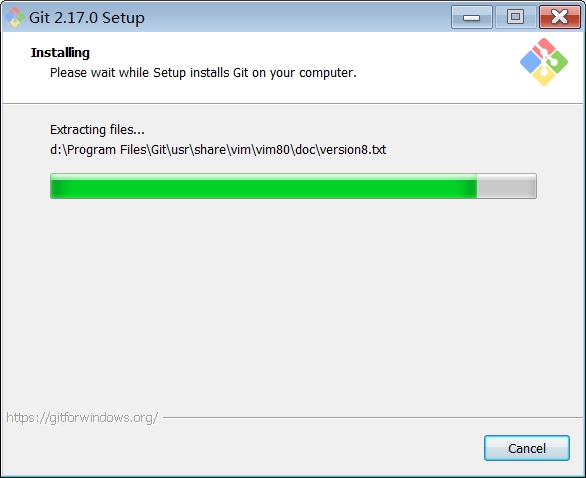 Git 2.17.0 Setup
Installing
Please wait while Setup installs Git on your computer.
Extracting files...
d:\Program Files\Git\usr\share\vim\vim80\doc\version8.txt
https://gitforwindows.org/
Cancel